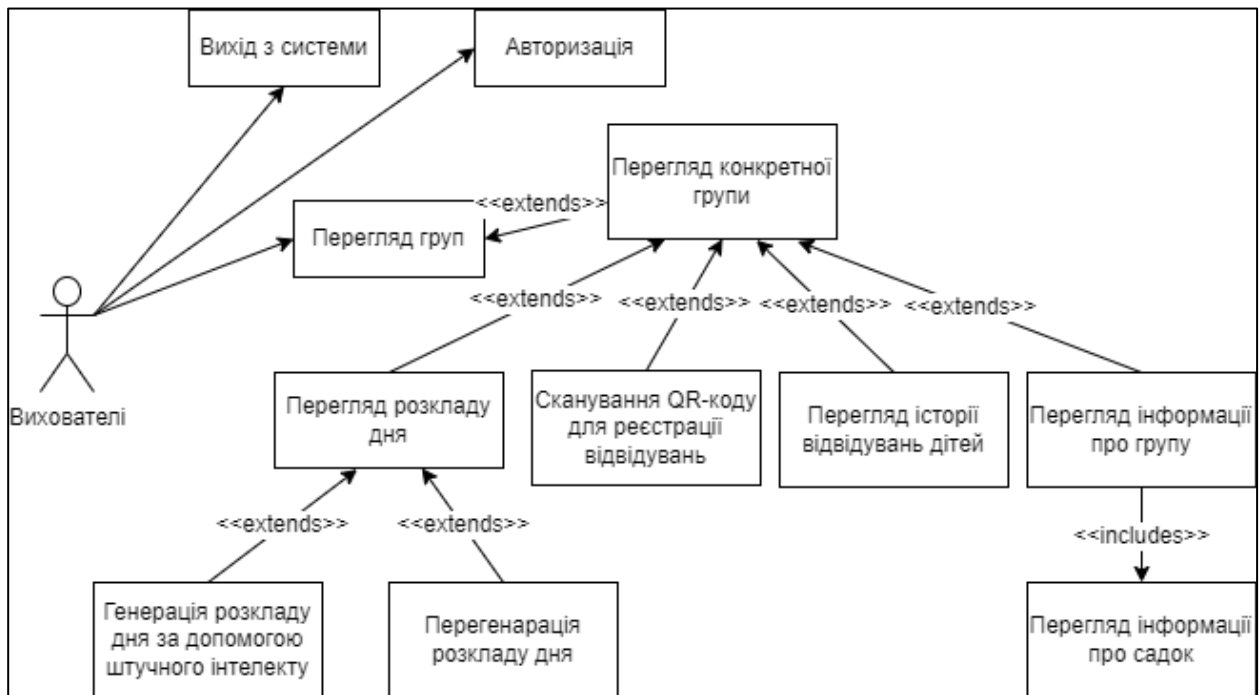 Вихід з системи
Авторизація
Перегляд конкретної
групи
<<extends>>
Перегляд груп
<<extends>>
<<extends>>
<<extends>>
<<extends>>
Вихователі
Перегляд розкладу
дня
Сканування QR-коду
для реєстрації
відвідувань
Перегляд історії
відвідувань дітей
Перегляд інформації
про групу
<<extends>>
<<extends>>
<<includes>>
Генерація розкладу
дня за допомогою
штучного інтелекту
Перегенарація
розкладу дня
Перегляд інформації
про садок